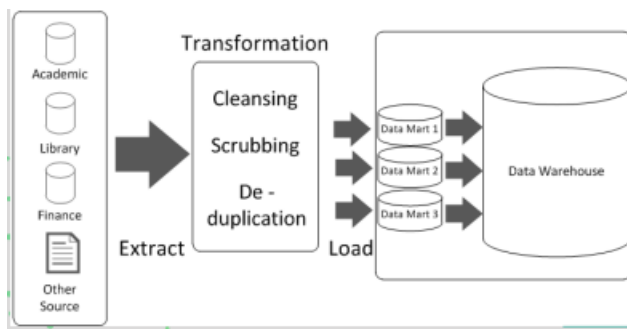 Academic
Library
Finance
Other
Source
Extract
Transformation
Cleansing
Scrubbing
De -
duplication
Load
Data Mart 1
Data Mart 2
Data Mart 3
Data Warehouse